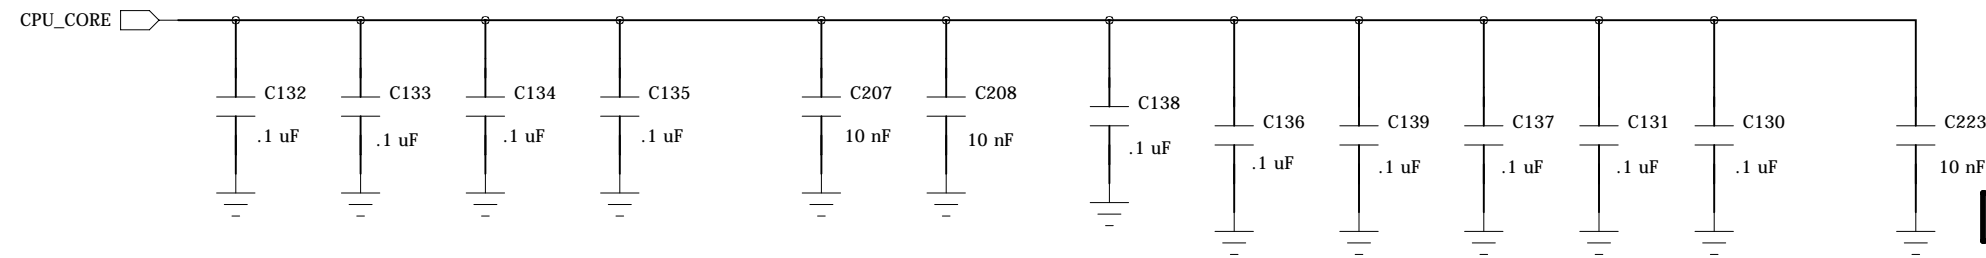 CPU_CORE
C132
.1 uF
C133
.1 uF
C134
.1 uF
C135
.1 uF
C207
10 nF
C208
10 nF
C138
.1 uF
C136
.1 uF
C139
.1 uF
C137
.1 uF
C131
.1 uF
C130
.1 uF
C223
10 nF